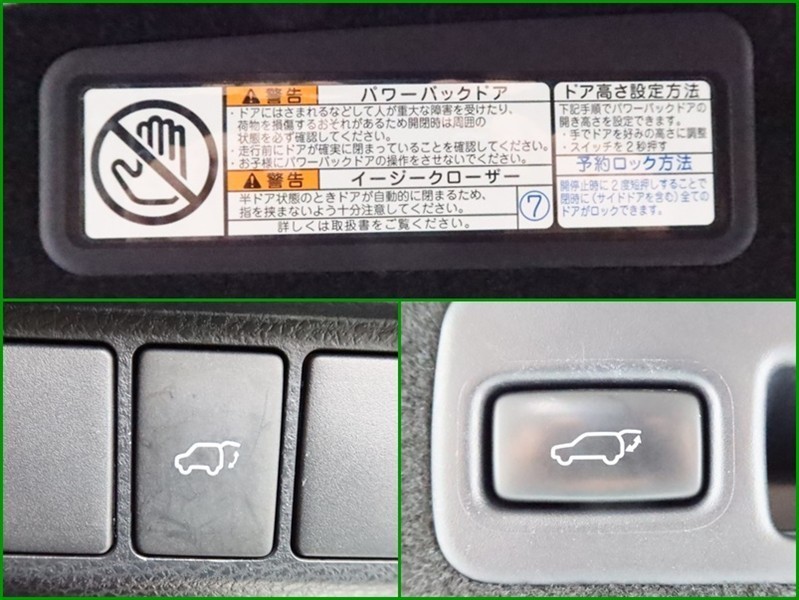 警告 パワーバックドア
・ドアにはさまれるなどして人が重大な障害を受けたり、
荷物を損傷するおそれがあるため開閉時は周囲の
状態を必ず確認してください。
・走行前にドアが確実に閉まっていることを確認してください。
・お子様にパワーバックドアの操作をさせないでください。
警告 イージークローザー
半ドア状態のときドアが自動的に閉まるため、
指を挟まないよう十分注意してください。
⑦
詳しくは取扱書をご覧ください。
ドア高さ設定方法
下記手順でパワーバックドアの
開き高さを設定できます。
・手でドアを好みの高さに調整
・スイッチを2秒押す
予約ロック方法
開停止時に2度短押しすることで
閉時に(サイドドアを含む)全ての
ドアがロックできます。